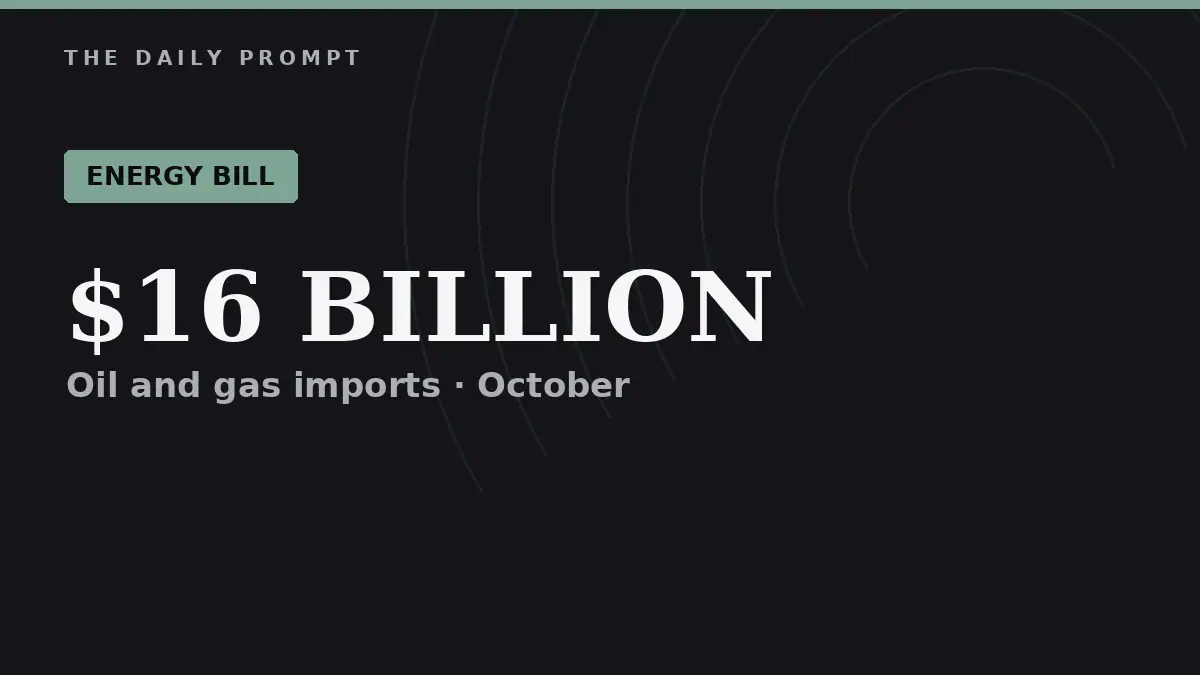 THE DAILY PROMPT
ENERGY BILL
$16 BILLION
Oil and gas imports · October